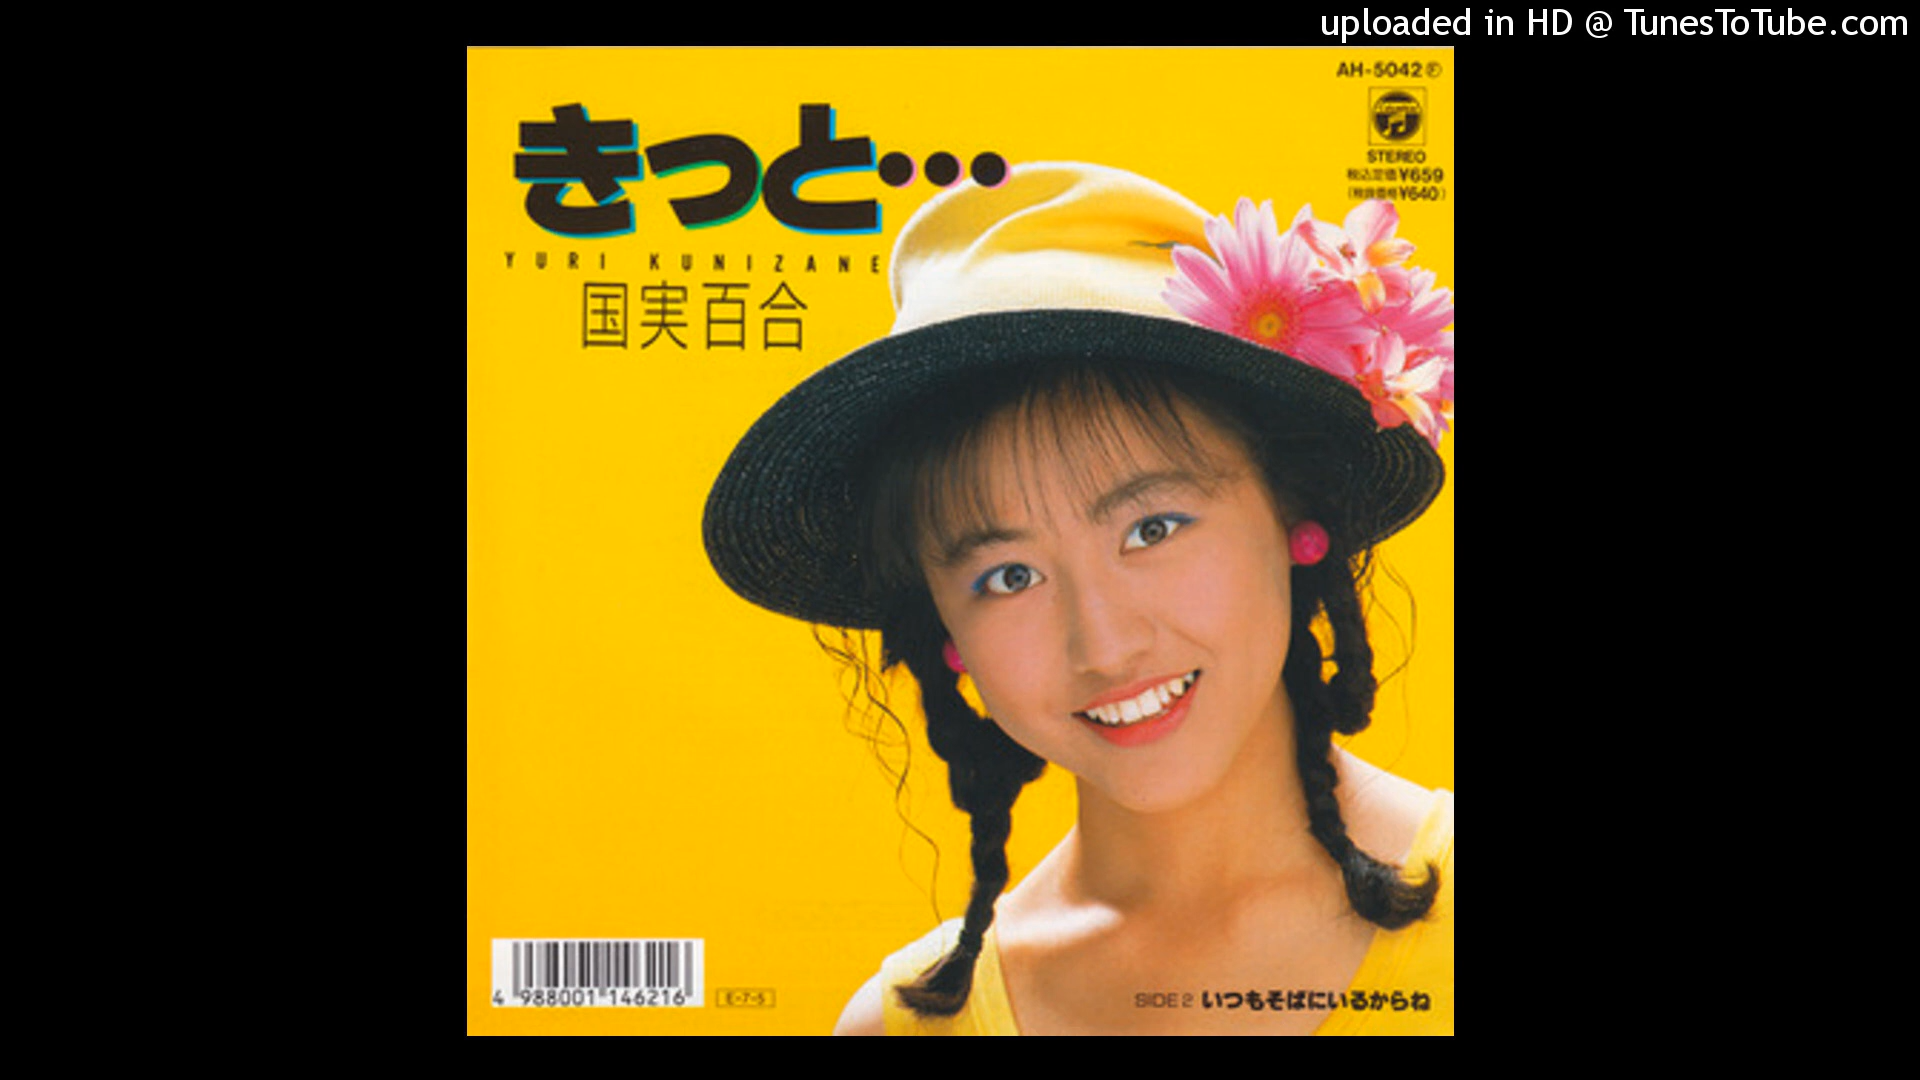 uploaded in HD @ TunesToTube.com
AH-5042 Ⓕ
きっと…
STEREO
税込定価¥659
(税抜価格¥640)
YURI KUNIZANE
国実百合
4 988001 146216
E-7-5
SIDE 2 いつもそばにいるからね